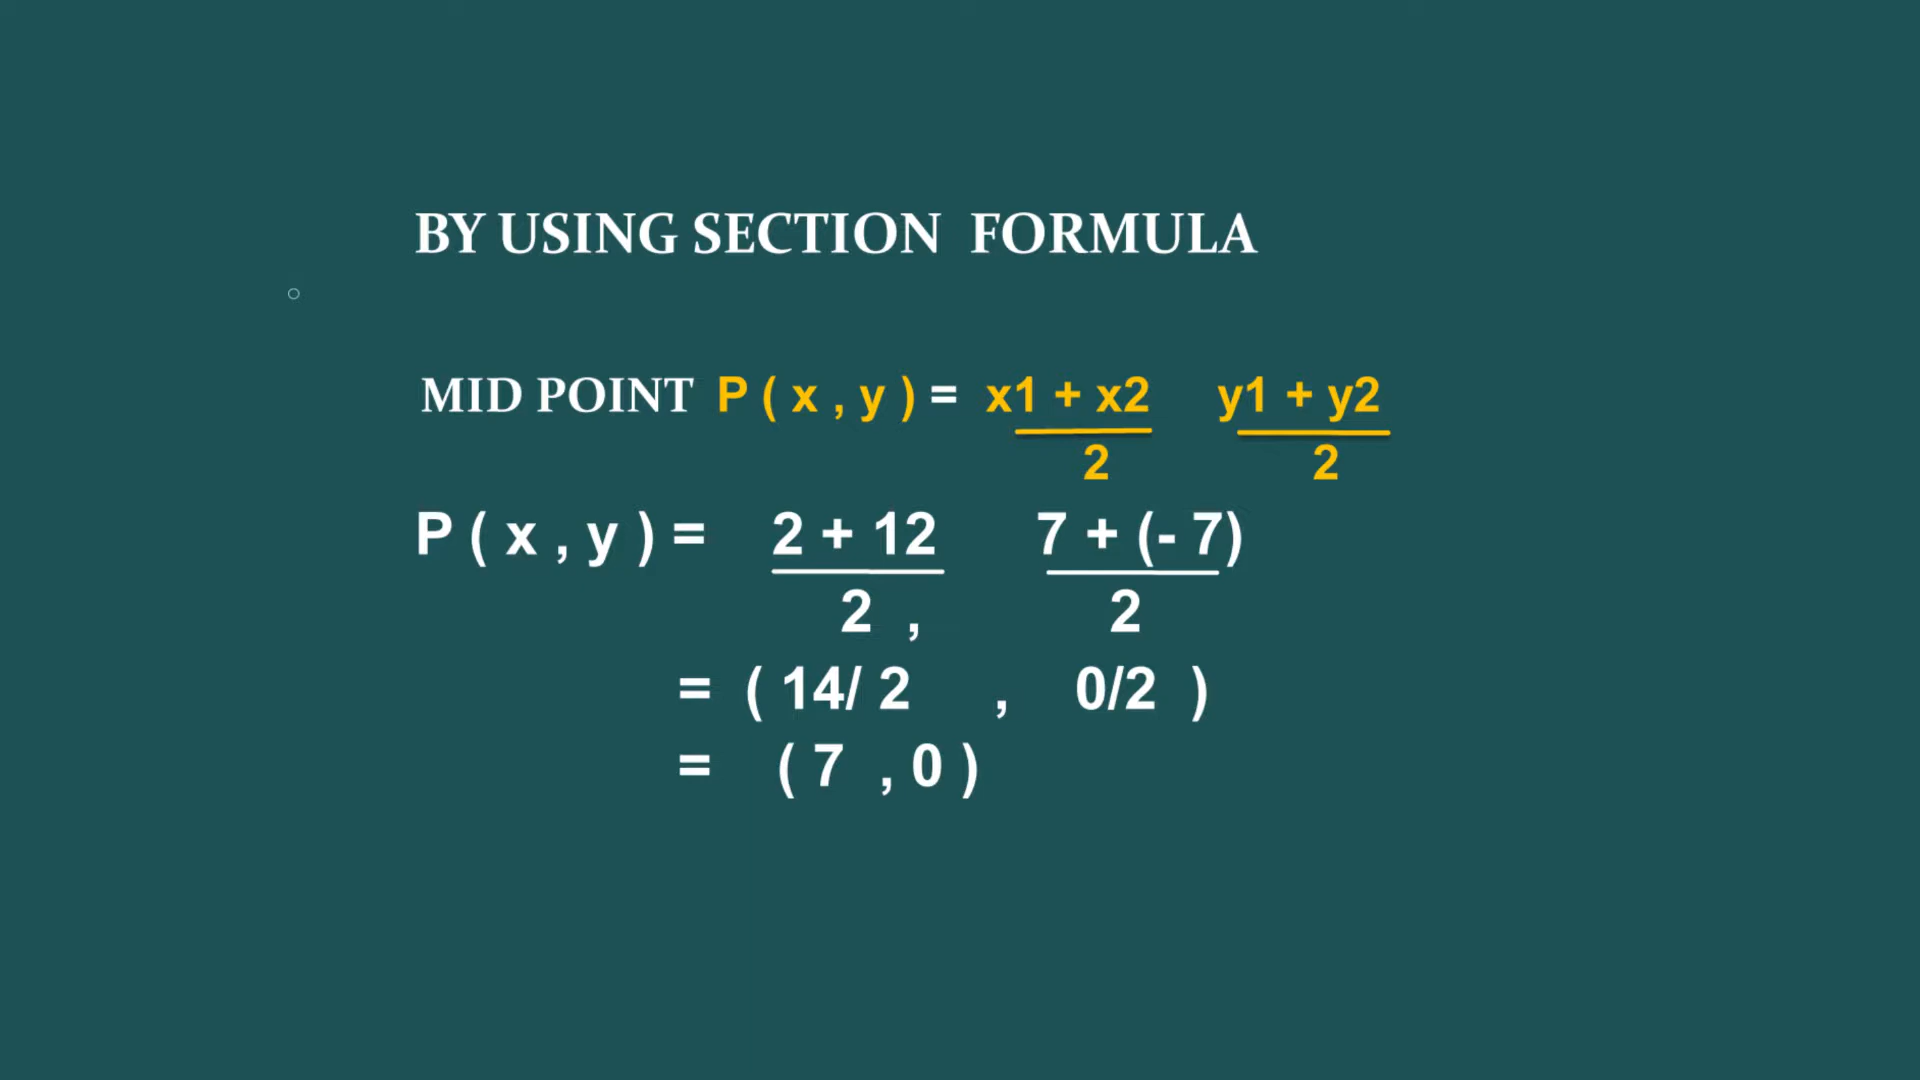 BY USING SECTION FORMULA
MID POINT P ( x , y ) = x1 + x2 y1 + y2
2 2
P ( x , y ) = 2 + 12 7 + (- 7)
2 , 2
= ( 14/ 2 , 0/2 )
= ( 7 , 0 )